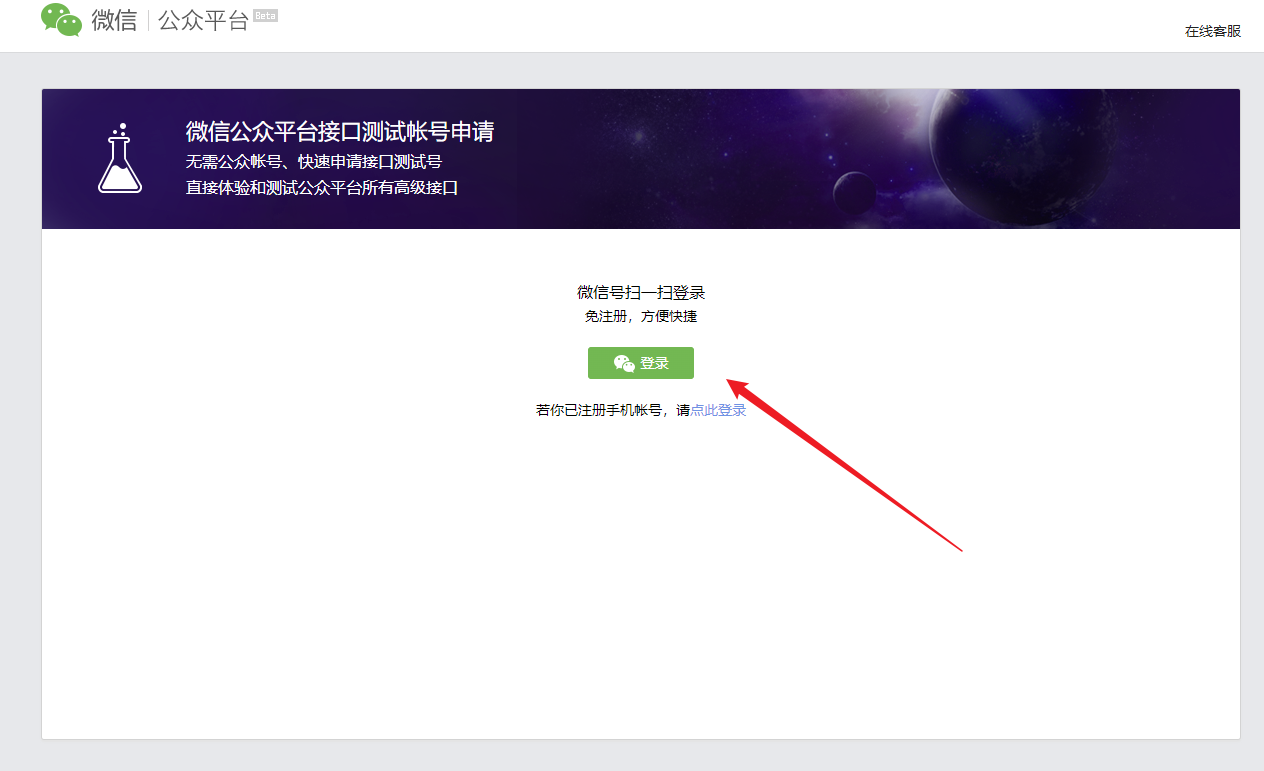 微信 公众平台 Beta
在线客服
微信公众平台接口测试帐号申请
无需公众帐号、快速申请接口测试号
直接体验和测试公众平台所有高级接口
微信号扫一扫登录
免注册，方便快捷
登录
若你已注册手机帐号，请点此登录